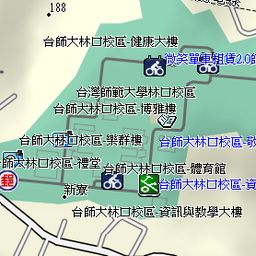 188
台師大林口校區-健康大樓
微笑單車租賃2.0師
台灣師範大學林口校區
台師大林口校區-博雅樓
台師大林口校區-樂群樓
台師大林口校區-敬
師大林口校區-禮堂
台師大林口校區-體育館
新寮
台師大林口校區-資
台師大林口校區-資訊與教學大樓
郵